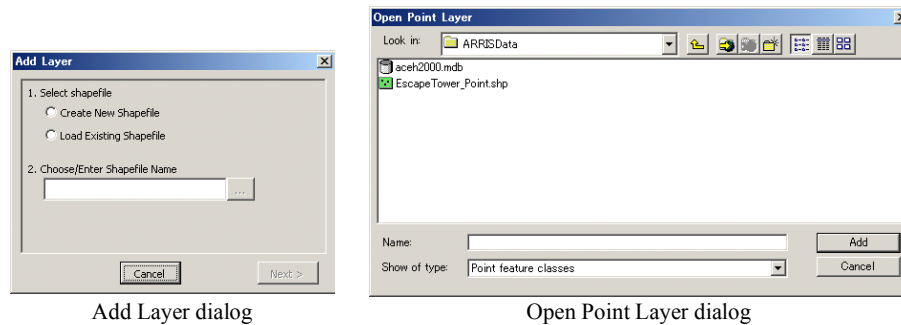 Add Layer
1. Select shapefile
Create New Shapefile
Load Existing Shapefile
2. Choose/Enter Shapefile Name
...
Cancel
Next >
Add Layer dialog
Open Point Layer
Look in:
ARRISData
aceh2000.mdb
EscapeTower_Point.shp
Name:
Add
Show of type:
Point feature classes
Cancel
Open Point Layer dialog